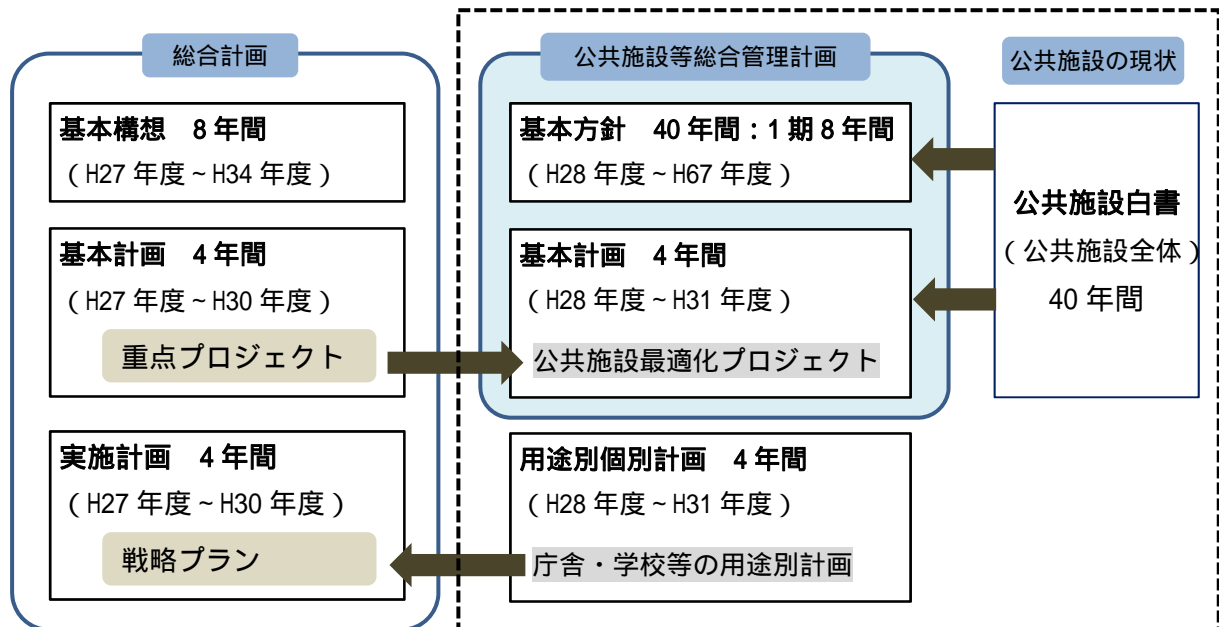 総合計画
基本構想 8年間
(H27年度~H34年度)
基本計画 4年間
(H27年度~H30年度)
重点プロジェクト
実施計画 4年間
(H27年度~H30年度)
戦略プラン
公共施設等総合管理計画
基本方針 40年間:1期8年間
(H28年度~H67年度)
基本計画 4年間
(H28年度~H31年度)
公共施設最適化プロジェクト
用途別個別計画 4年間
(H28年度~H31年度)
庁舎・学校等の用途別計画
公共施設の現状
公共施設白書
(公共施設全体)
40年間